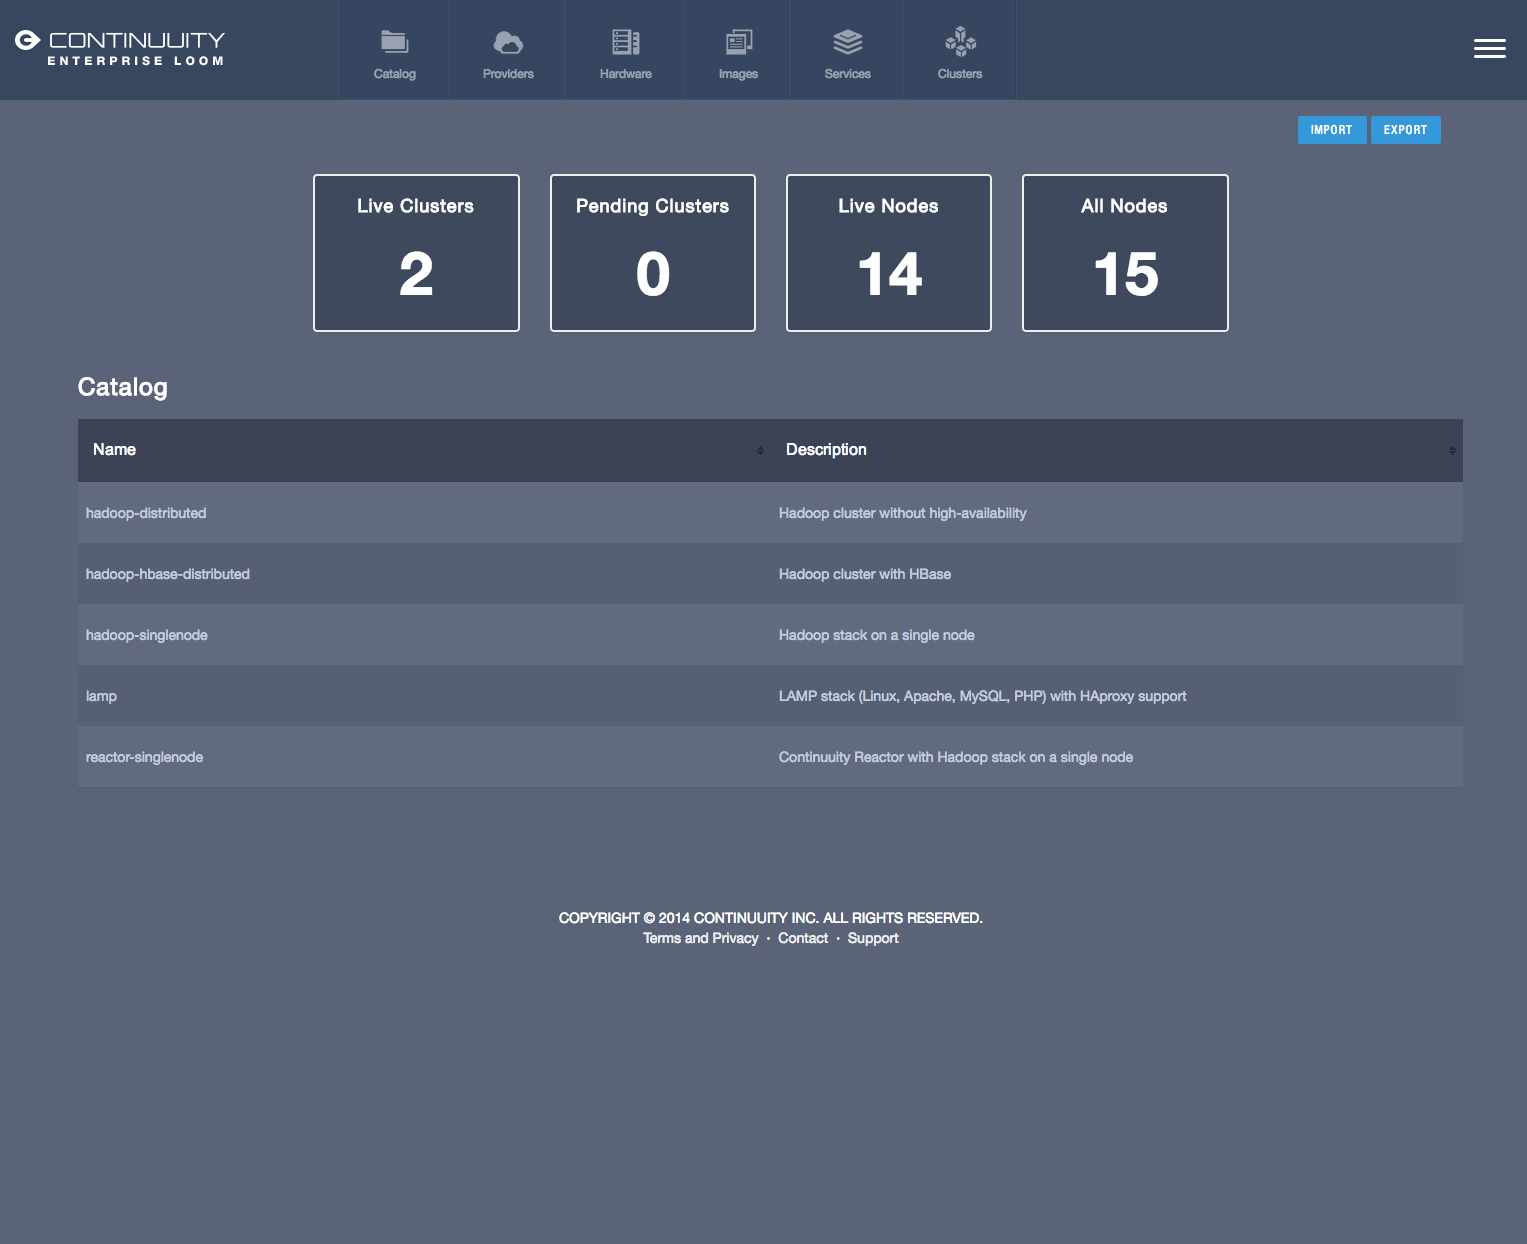 CONTINUUITY
ENTERPRISE LOOM
Catalog Providers Hardware Images Services Clusters
IMPORT EXPORT
Live Clusters Pending Clusters Live Nodes All Nodes
2 0 14 15
Catalog
Name Description
hadoop-distributed Hadoop cluster without high-availability
hadoop-hbase-distributed Hadoop cluster with HBase
hadoop-singlenode Hadoop stack on a single node
lamp LAMP stack (Linux, Apache, MySQL, PHP) with HAproxy support
reactor-singlenode Continuuity Reactor with Hadoop stack on a single node
COPYRIGHT © 2014 CONTINUUITY INC. ALL RIGHTS RESERVED.
Terms and Privacy · Contact · Support